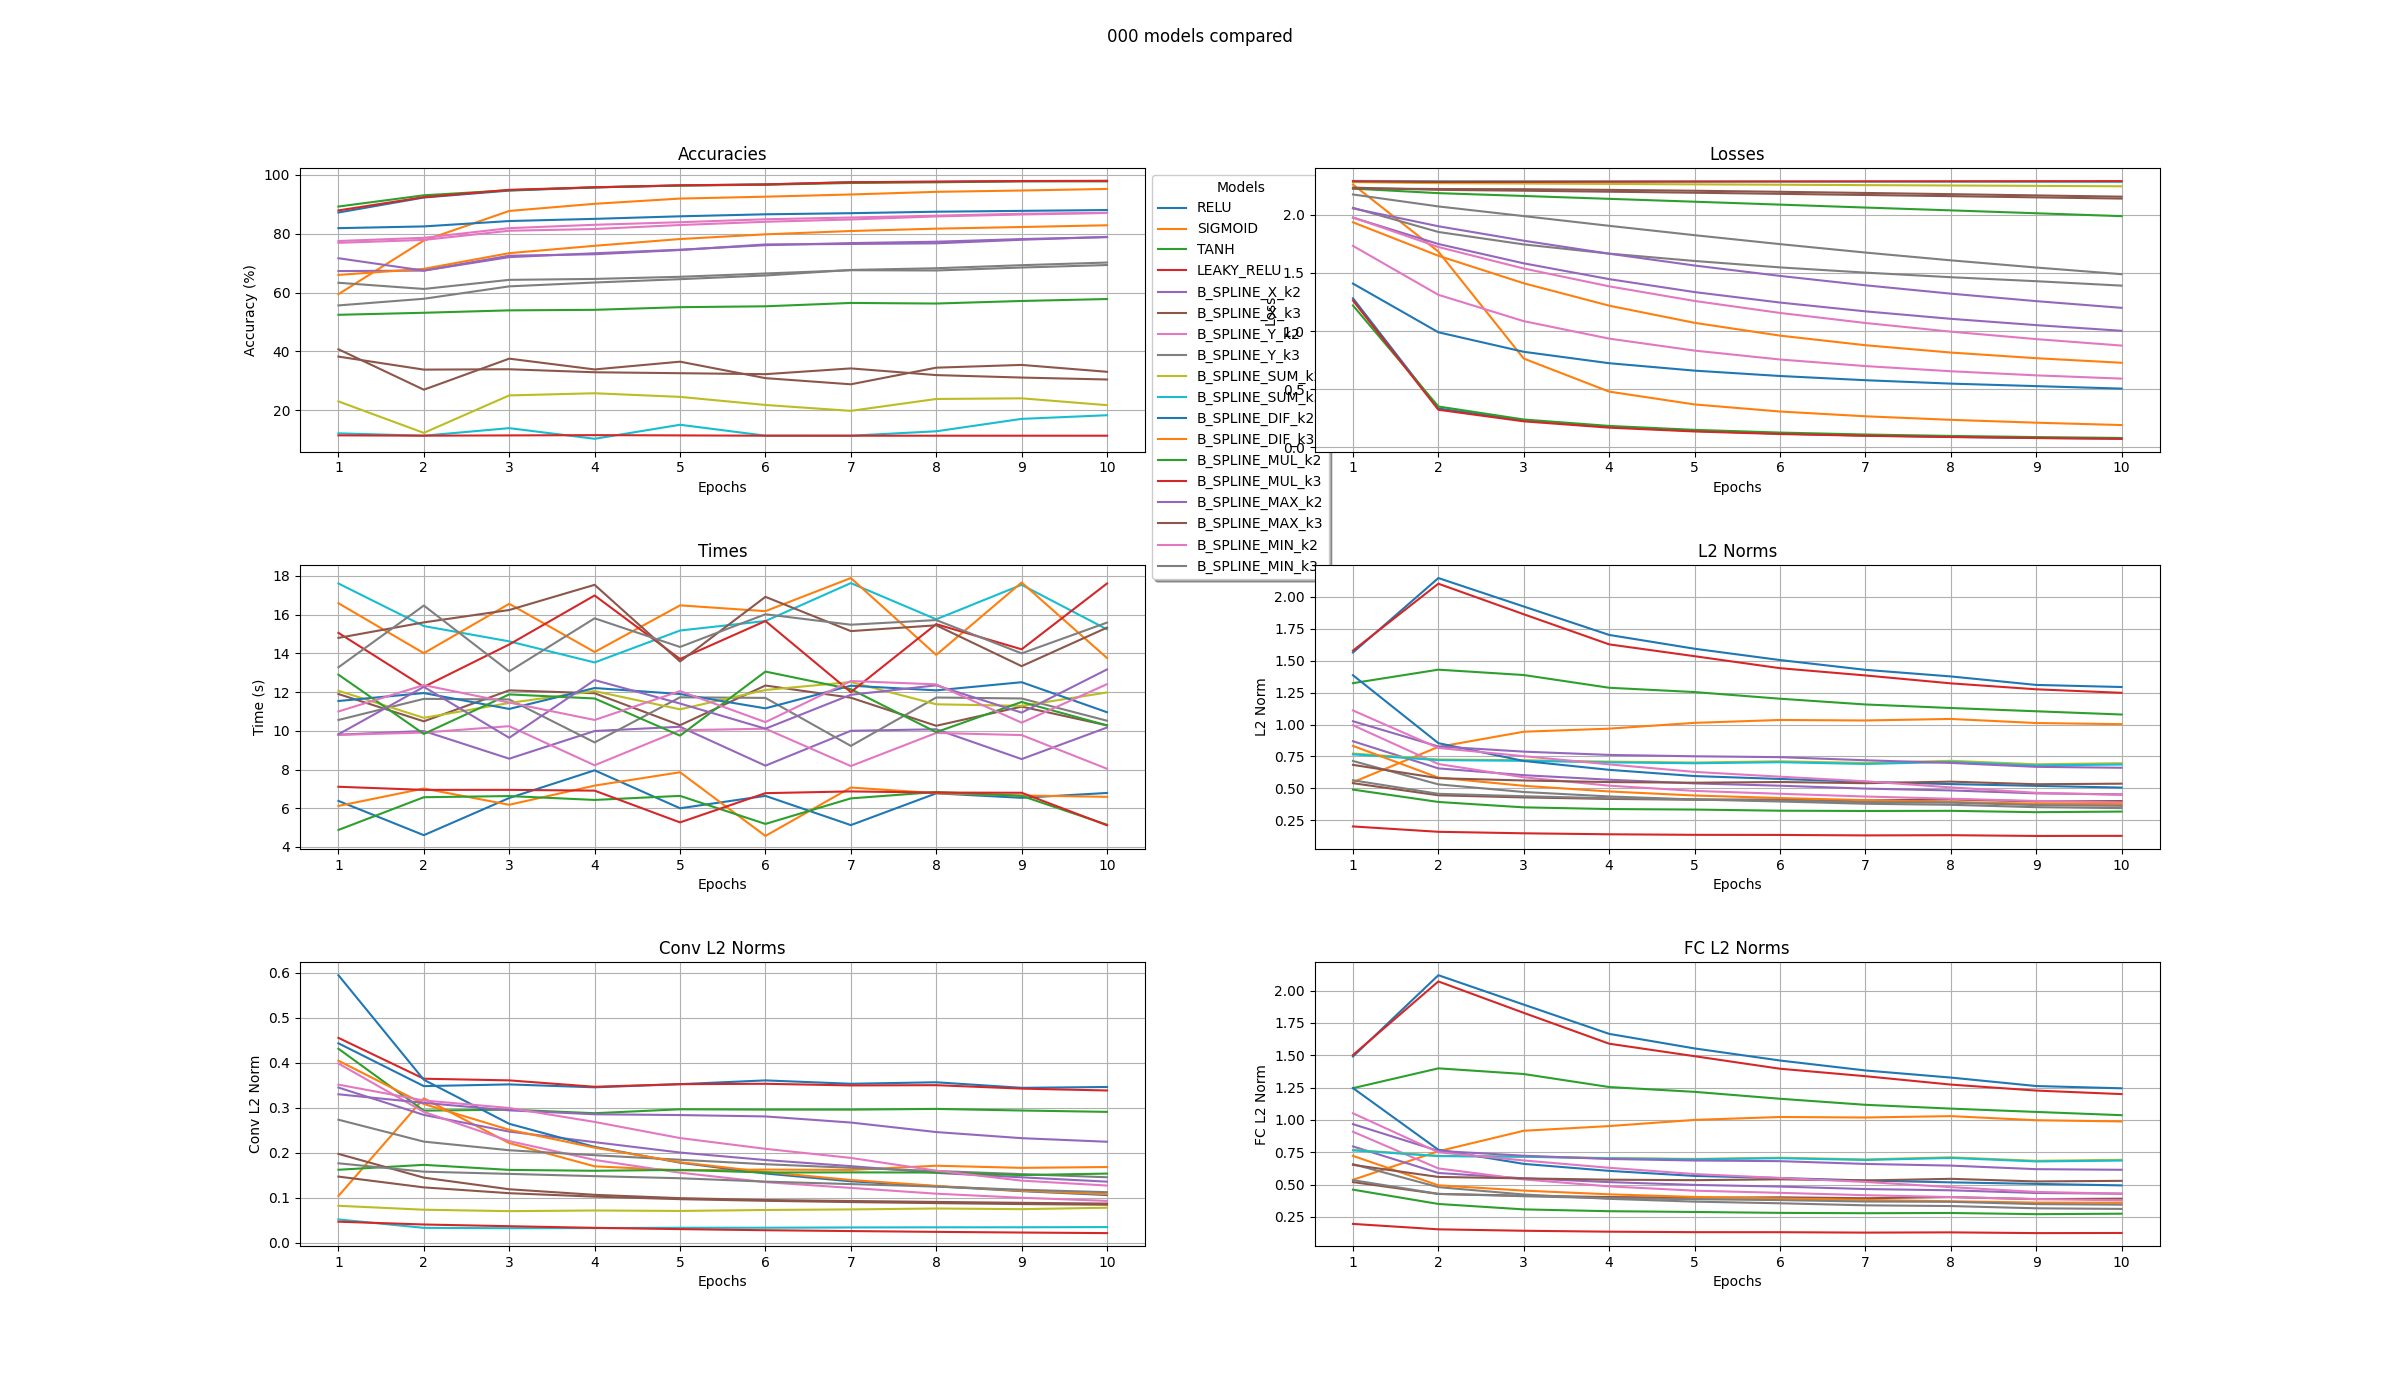 000 models compared
Accuracies
Accuracy (%)
100
80
60
40
20
1 2 3 4 5 6 7 8 9 10
Epochs
Models
RELU
SIGMOID
TANH
LEAKY_RELU
B_SPLINE_X_k2
B_SPLINE_X_k3
B_SPLINE_Y_k2
B_SPLINE_Y_k3
B_SPLINE_SUM_k
B_SPLINE_SUM_k
B_SPLINE_DIF_k2
B_SPLINE_DIF_k3
B_SPLINE_MUL_k2
B_SPLINE_MUL_k3
B_SPLINE_MAX_k2
B_SPLINE_MAX_k3
B_SPLINE_MIN_k2
B_SPLINE_MIN_k3
Losses
Loss
2.0
1.5
1.0
0.5
0.0
1 2 3 4 5 6 7 8 9 10
Epochs
Times
Time (s)
18
16
14
12
10
8
6
4
1 2 3 4 5 6 7 8 9 10
Epochs
L2 Norms
L2 Norm
2.00
1.75
1.50
1.25
1.00
0.75
0.50
0.25
1 2 3 4 5 6 7 8 9 10
Epochs
Conv L2 Norms
Conv L2 Norm
0.6
0.5
0.4
0.3
0.2
0.1
0.0
1 2 3 4 5 6 7 8 9 10
Epochs
FC L2 Norms
FC L2 Norm
2.00
1.75
1.50
1.25
1.00
0.75
0.50
0.25
1 2 3 4 5 6 7 8 9 10
Epochs